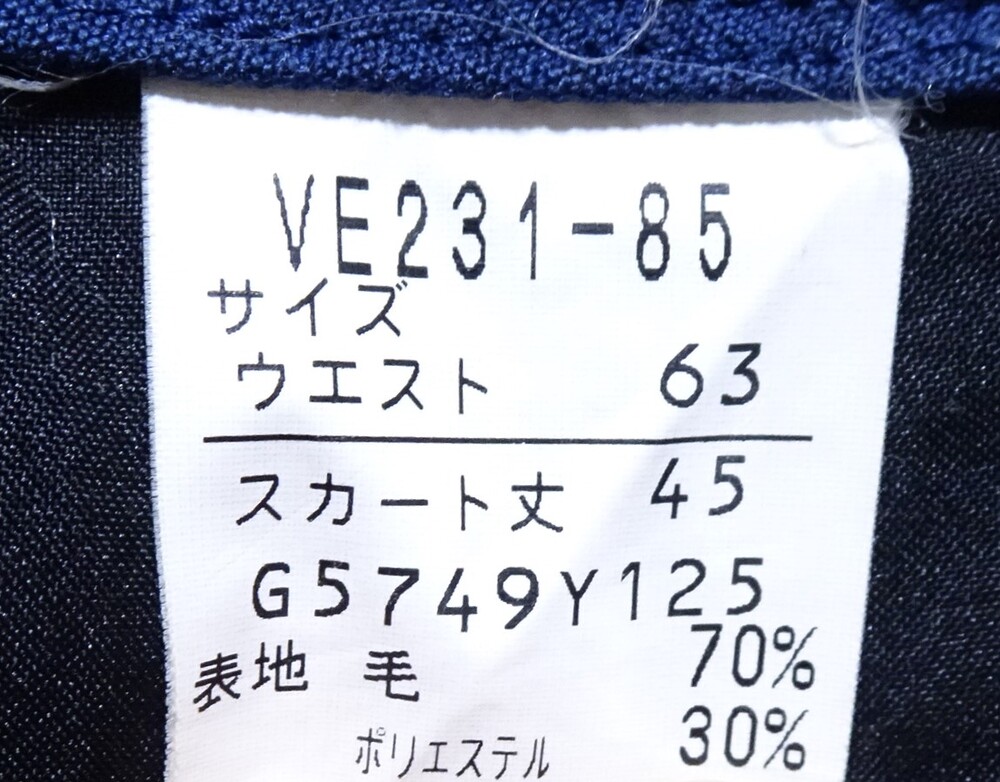 VE231-85
サイズ
ウエスト 63
スカート丈 45
G5749Y125
表地 毛 70%
ポリエステル 30%